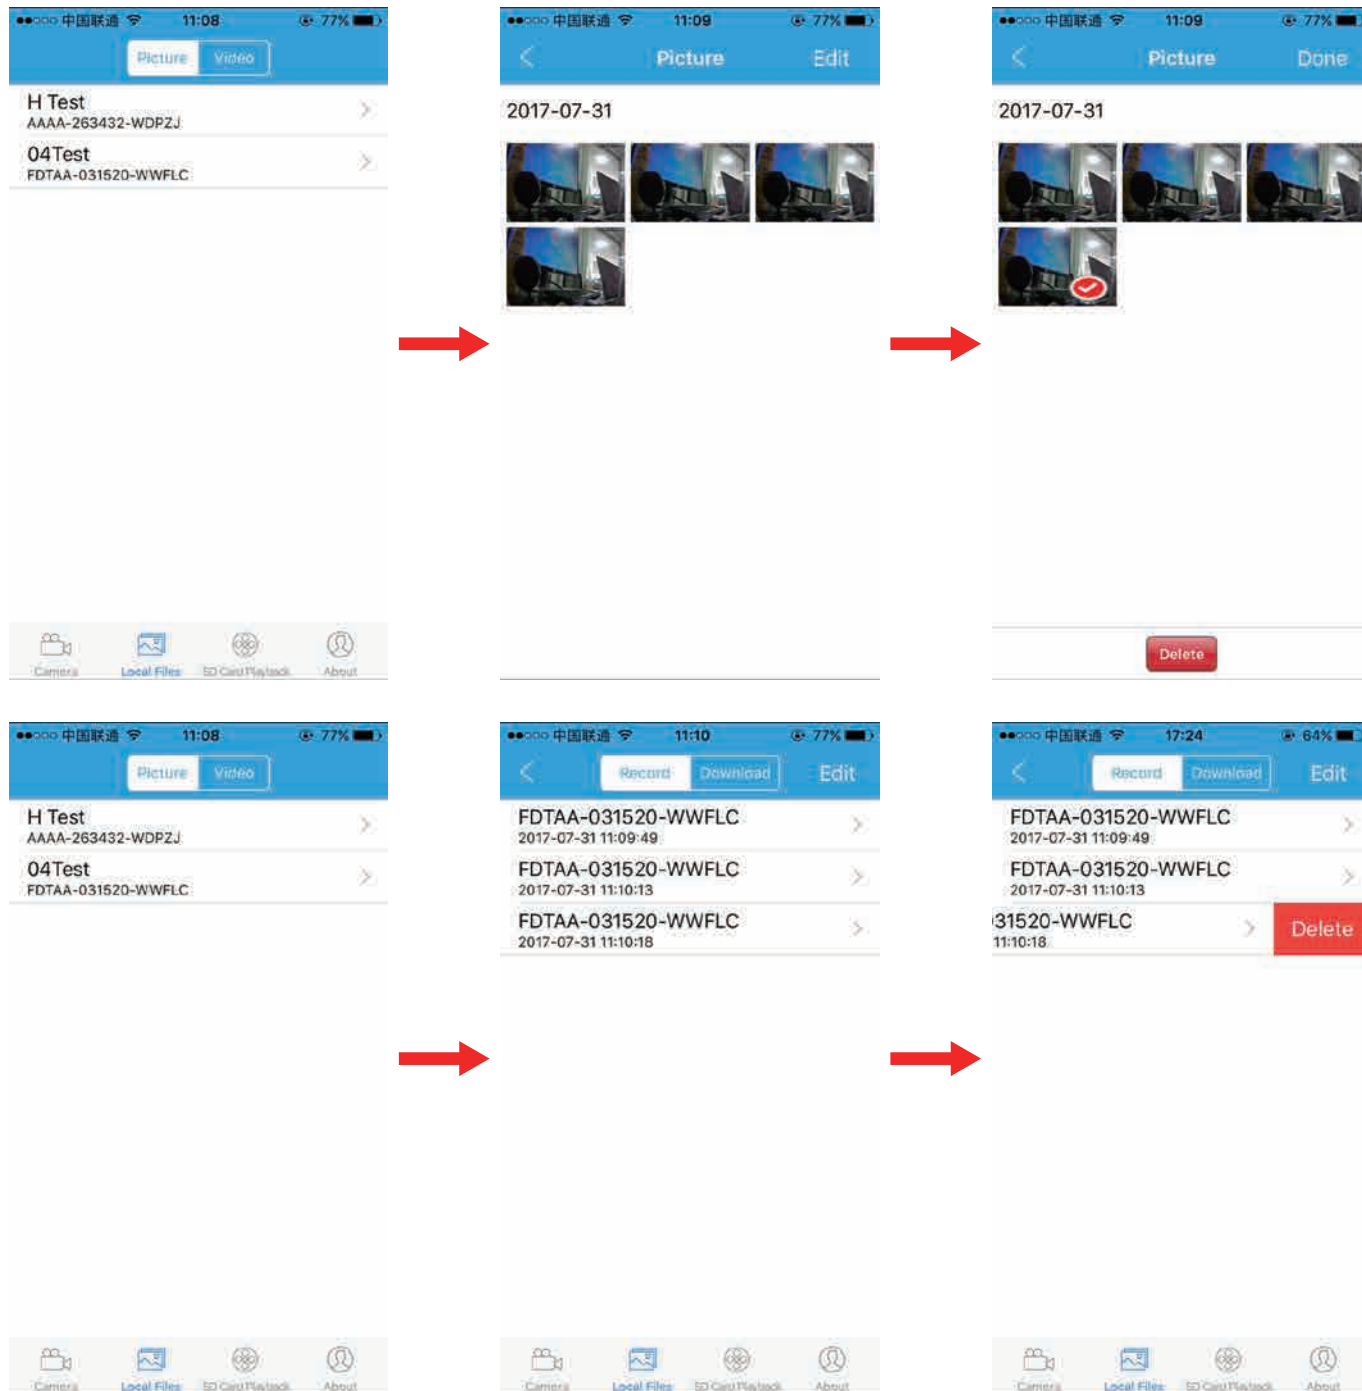 中国联通 11:08 77%
Picture Video
H Test
AAAA-263432-WDPZJ
04Test
FDTAA-031520-WWFLC
Camera Local Files SD Card Playback About
中国联通 11:09 77%
Picture Edit
2017-07-31
中国联通 11:09 77%
Picture Done
2017-07-31
Delete
中国联通 11:08 77%
Picture Video
H Test
AAAA-263432-WDPZJ
04Test
FDTAA-031520-WWFLC
Camera Local Files SD Card Playback About
中国联通 11:10 77%
Record Download Edit
FDTAA-031520-WWFLC
2017-07-31 11:09:49
FDTAA-031520-WWFLC
2017-07-31 11:10:13
FDTAA-031520-WWFLC
2017-07-31 11:10:18
Camera Local Files SD Card Playback About
中国联通 17:24 64%
Record Download Edit
FDTAA-031520-WWFLC
2017-07-31 11:09:49
FDTAA-031520-WWFLC
2017-07-31 11:10:13
31520-WWFLC Delete
11:10:18
Camera Local Files SD Card Playback About